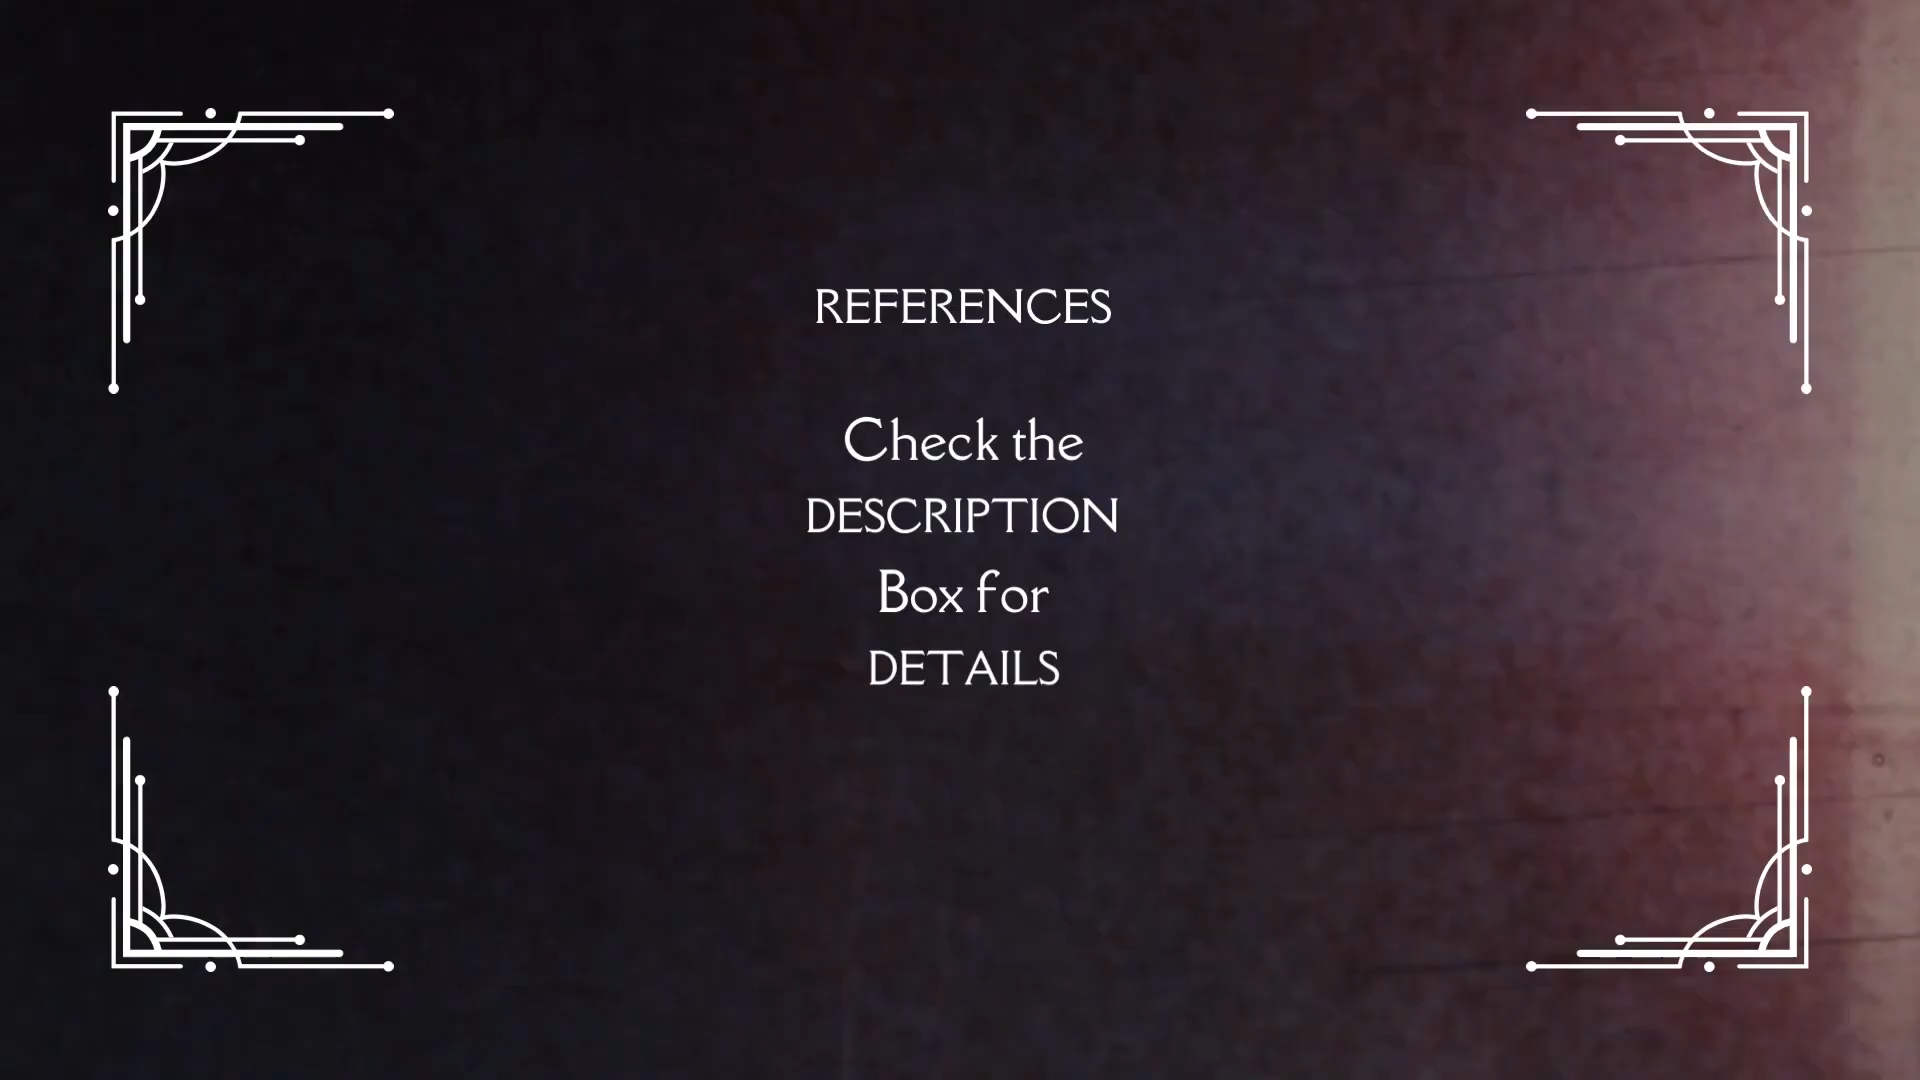 REFERENCES
Check the
DESCRIPTION
Box for
DETAILS